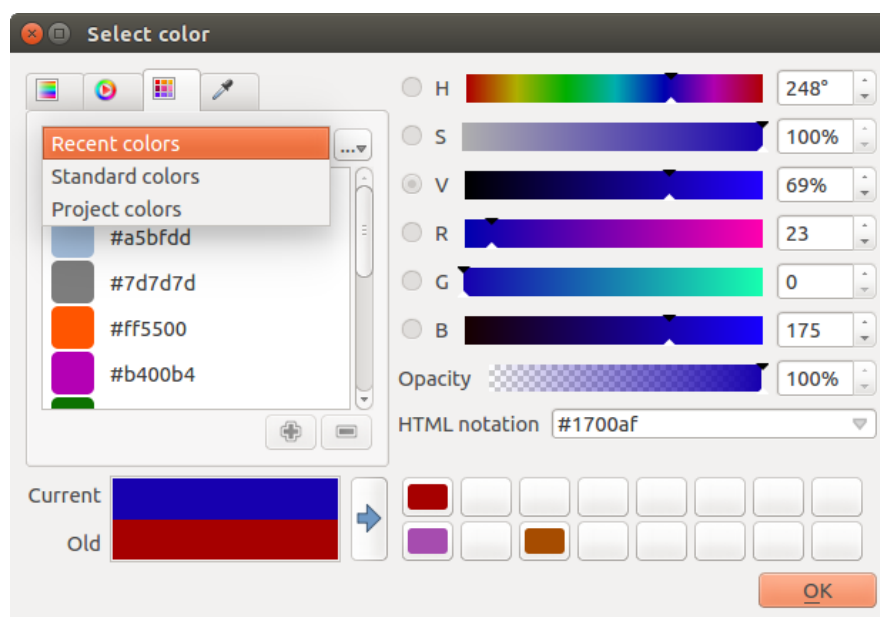 Select color
Recent colors
...
Standard colors
Project colors
#a5bfdd
#7d7d7d
#ff5500
#b400b4
H 248°
S 100%
V 69%
R 23
G 0
B 175
Opacity 100%
HTML notation #1700af
Current
Old
OK